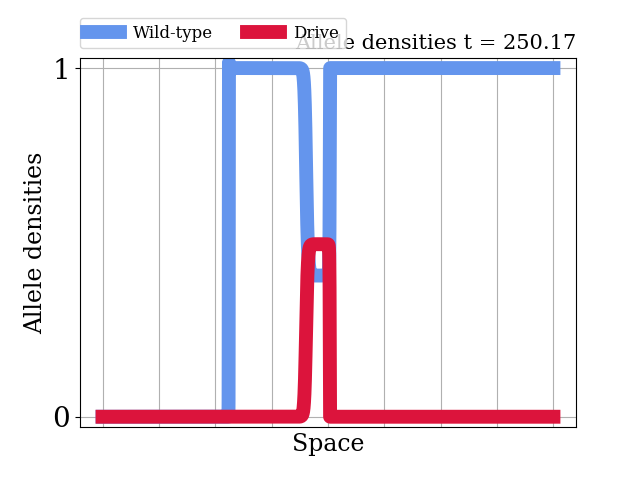 Wild-type
Drive
Allele densities t = 250.17
1
Allele densities
0
Space